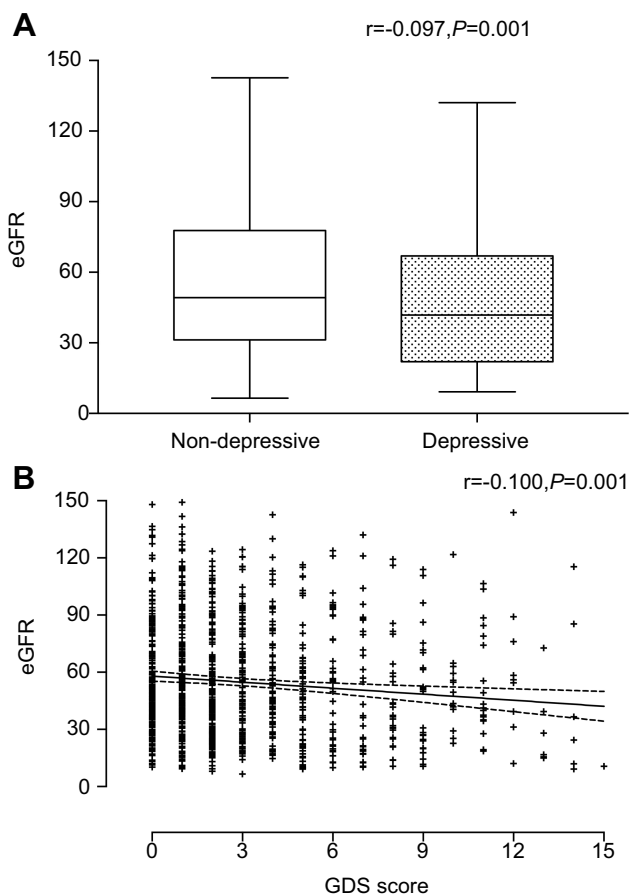 A
r=-0.097,P=0.001
150
120
90
60
30
0
eGFR
Non-depressive Depressive
B
r=-0.100,P=0.001
150
120
90
60
30
0
eGFR
0 3 6 9 12 15
GDS score